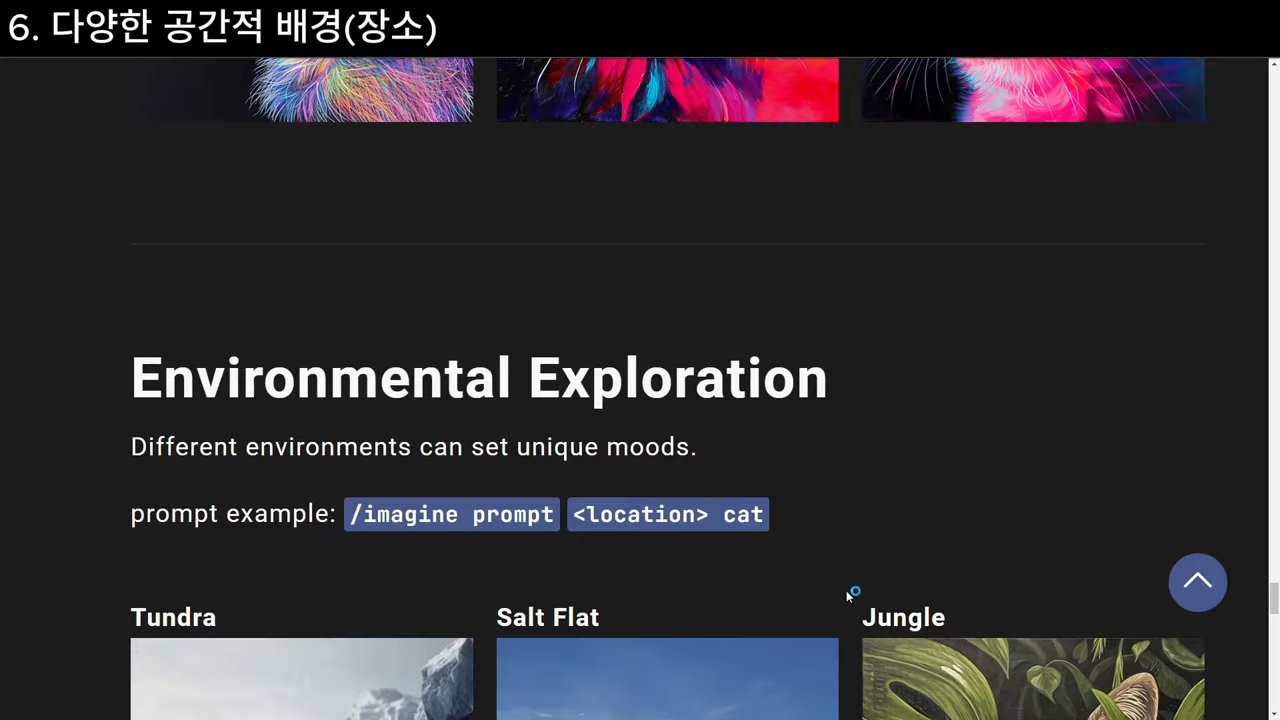 6. 다양한 공간적 배경(장소)
Environmental Exploration
Different environments can set unique moods.
prompt example: /imagine prompt <location> cat
Tundra Salt Flat Jungle